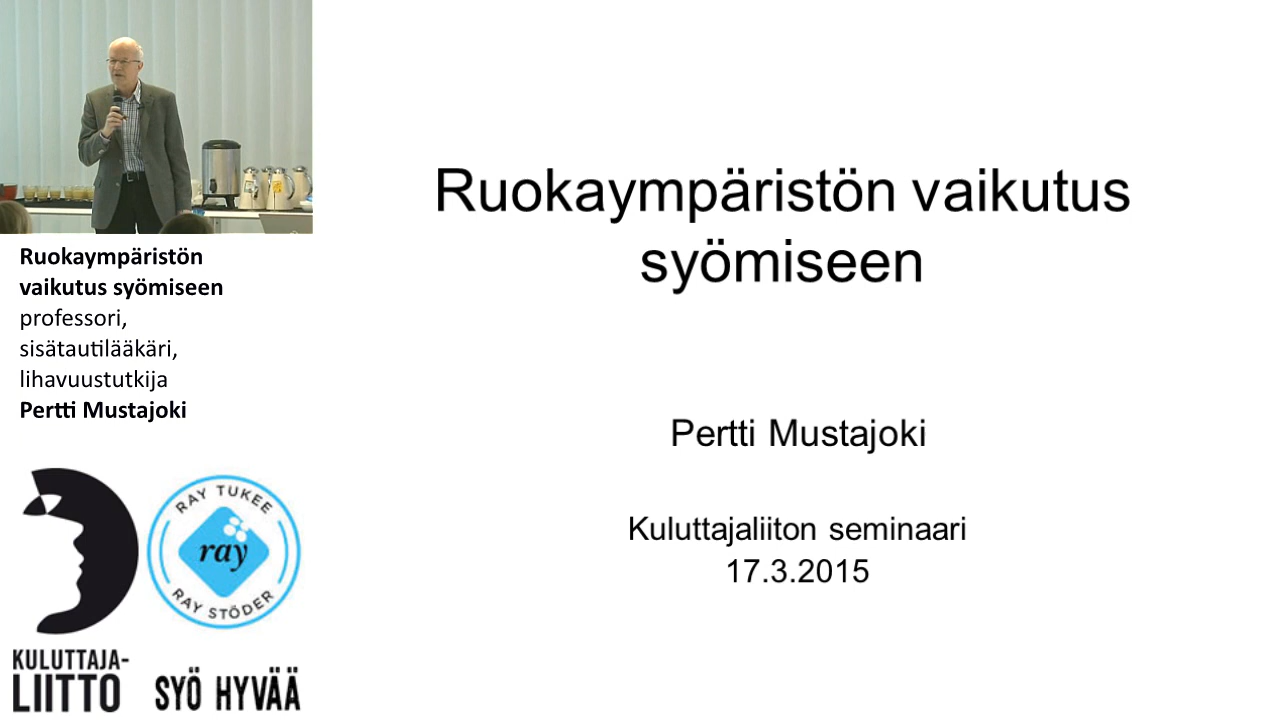 Ruokaympäristön
vaikutus syömiseen
professori,
sisätautilääkäri,
lihavuustutkija
Pertti Mustajoki
RAY TUKEE
ray
RAY STÖDER
KULUTTAJA-
LIITTO
SYÖ HYVÄÄ
Ruokaympäristön vaikutus
syömiseen
Pertti Mustajoki
Kuluttajaliiton seminaari
17.3.2015